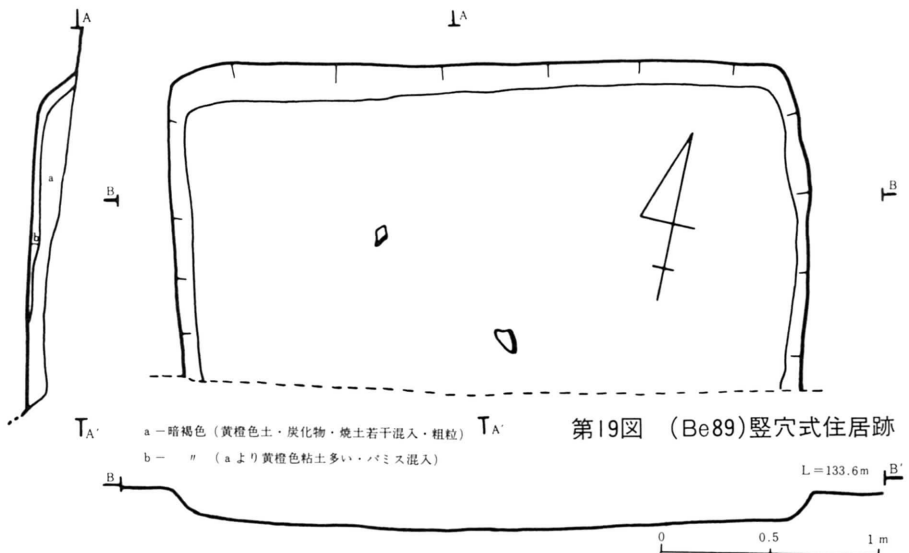 A
A
a
B
B
b
T A′
T A′
a－暗褐色（黄橙色土・炭化物・焼土若干混入・粗粒）
b－　〃　（aより黄橙色粘土多い・パミス混入）
第19図　（Be89）竪穴式住居跡
B
L＝133.6m
B′
0　0.5　1m